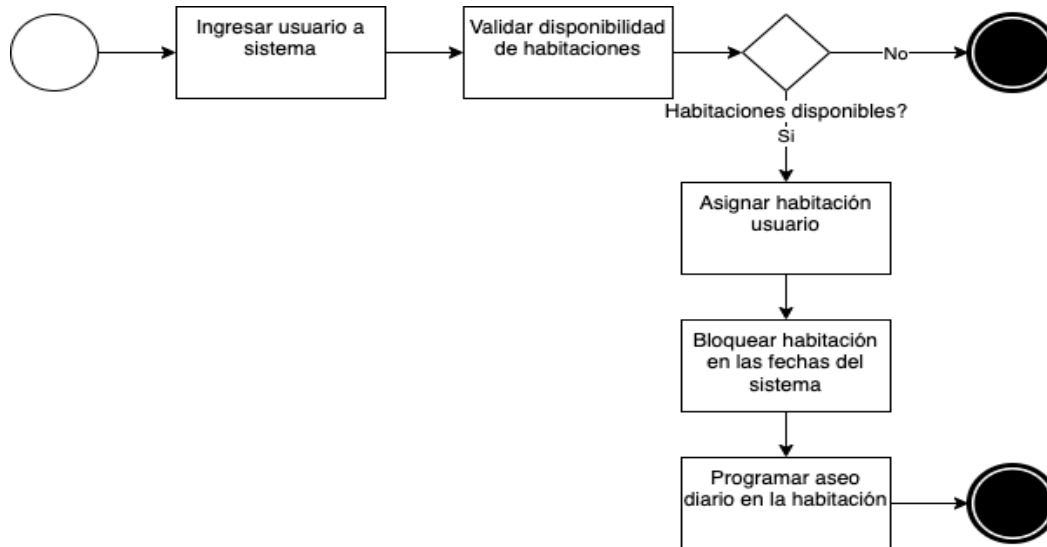 Ingresar usuario a
sistema
Validar disponibilidad
de habitaciones
No
Habitaciones disponibles?
Si
Asignar habitación
usuario
Bloquear habitación
en las fechas del
sistema
Programar aseo
diario en la habitación